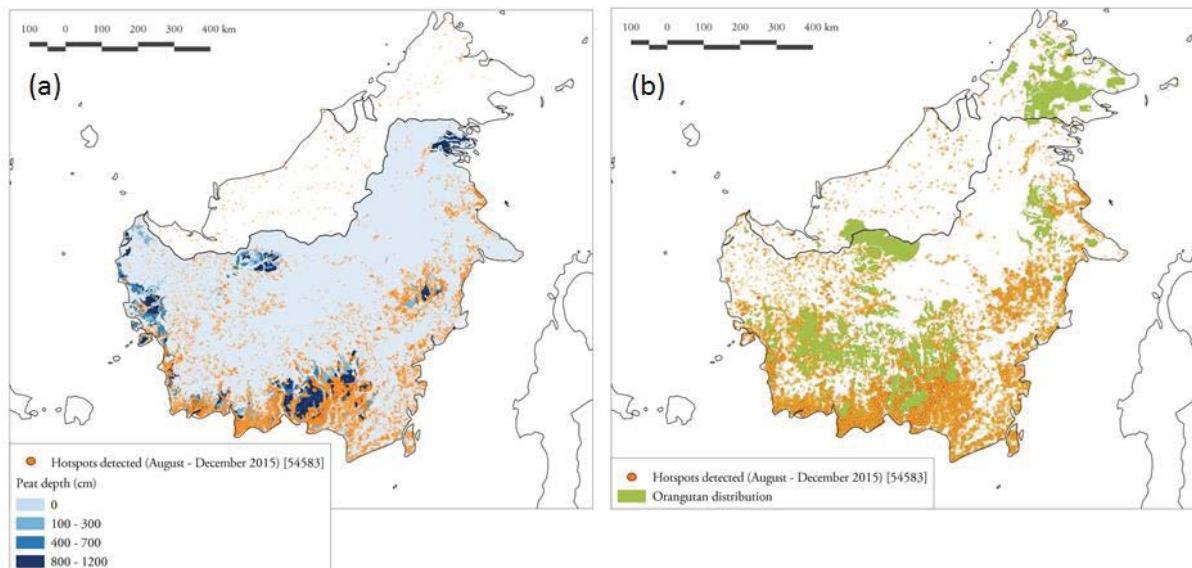 100 0 100 200 300 400 km
(a)
Hotspots detected (August - December 2015) [54583]
Peat depth (cm)
0
100 - 300
400 - 700
800 - 1200
100 0 100 200 300 400 km
(b)
Hotspots detected (August - December 2015) [54583]
Orangutan distribution